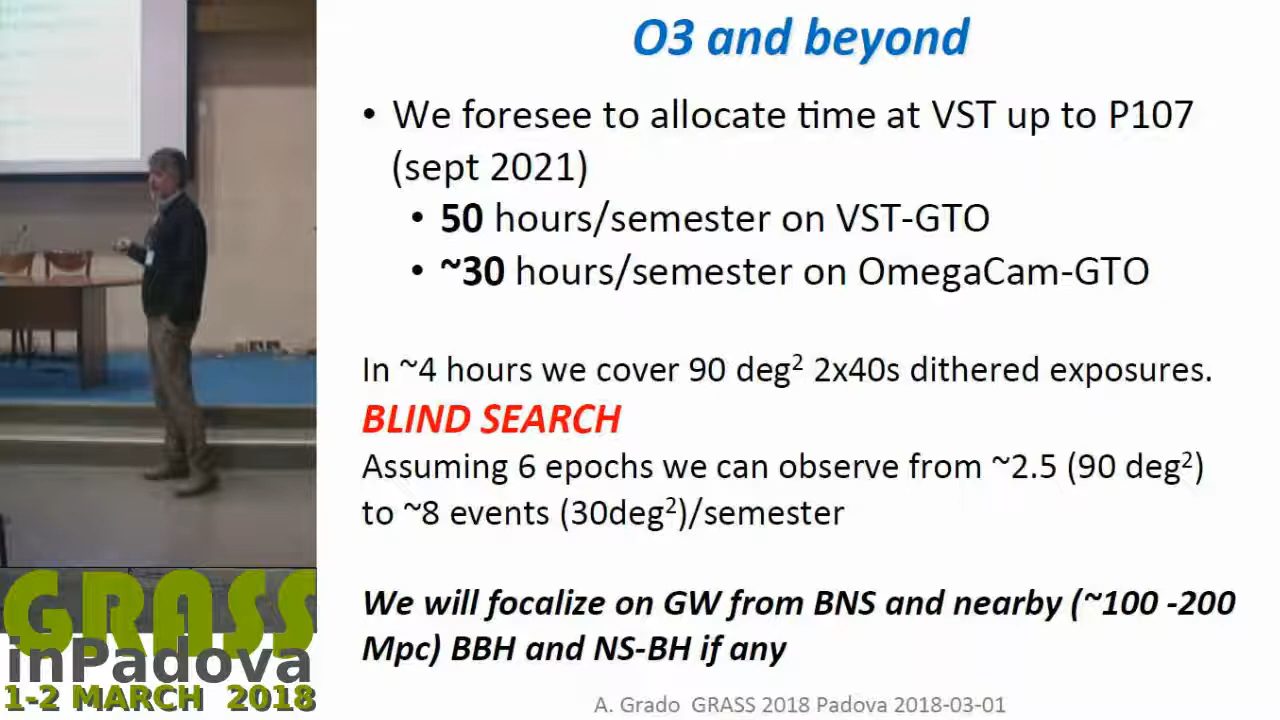 O3 and beyond
• We foresee to allocate time at VST up to P107
(sept 2021)
• 50 hours/semester on VST-GTO
• ~30 hours/semester on OmegaCam-GTO
In ~4 hours we cover 90 deg² 2x40s dithered exposures.
BLIND SEARCH
Assuming 6 epochs we can observe from ~2.5 (90 deg²)
to ~8 events (30deg²)/semester
We will focalize on GW from BNS and nearby (~100 -200
Mpc) BBH and NS-BH if any
A. Grado GRASS 2018 Padova 2018-03-01
GRASS
inPadova
1-2 MARCH 2018